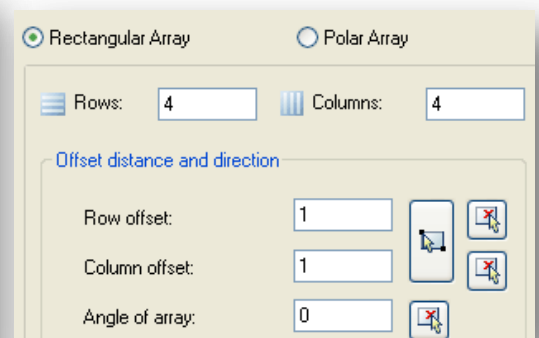 Rectangular Array Polar Array
Rows: 4 Columns: 4
Offset distance and direction
Row offset: 1
Column offset: 1
Angle of array: 0